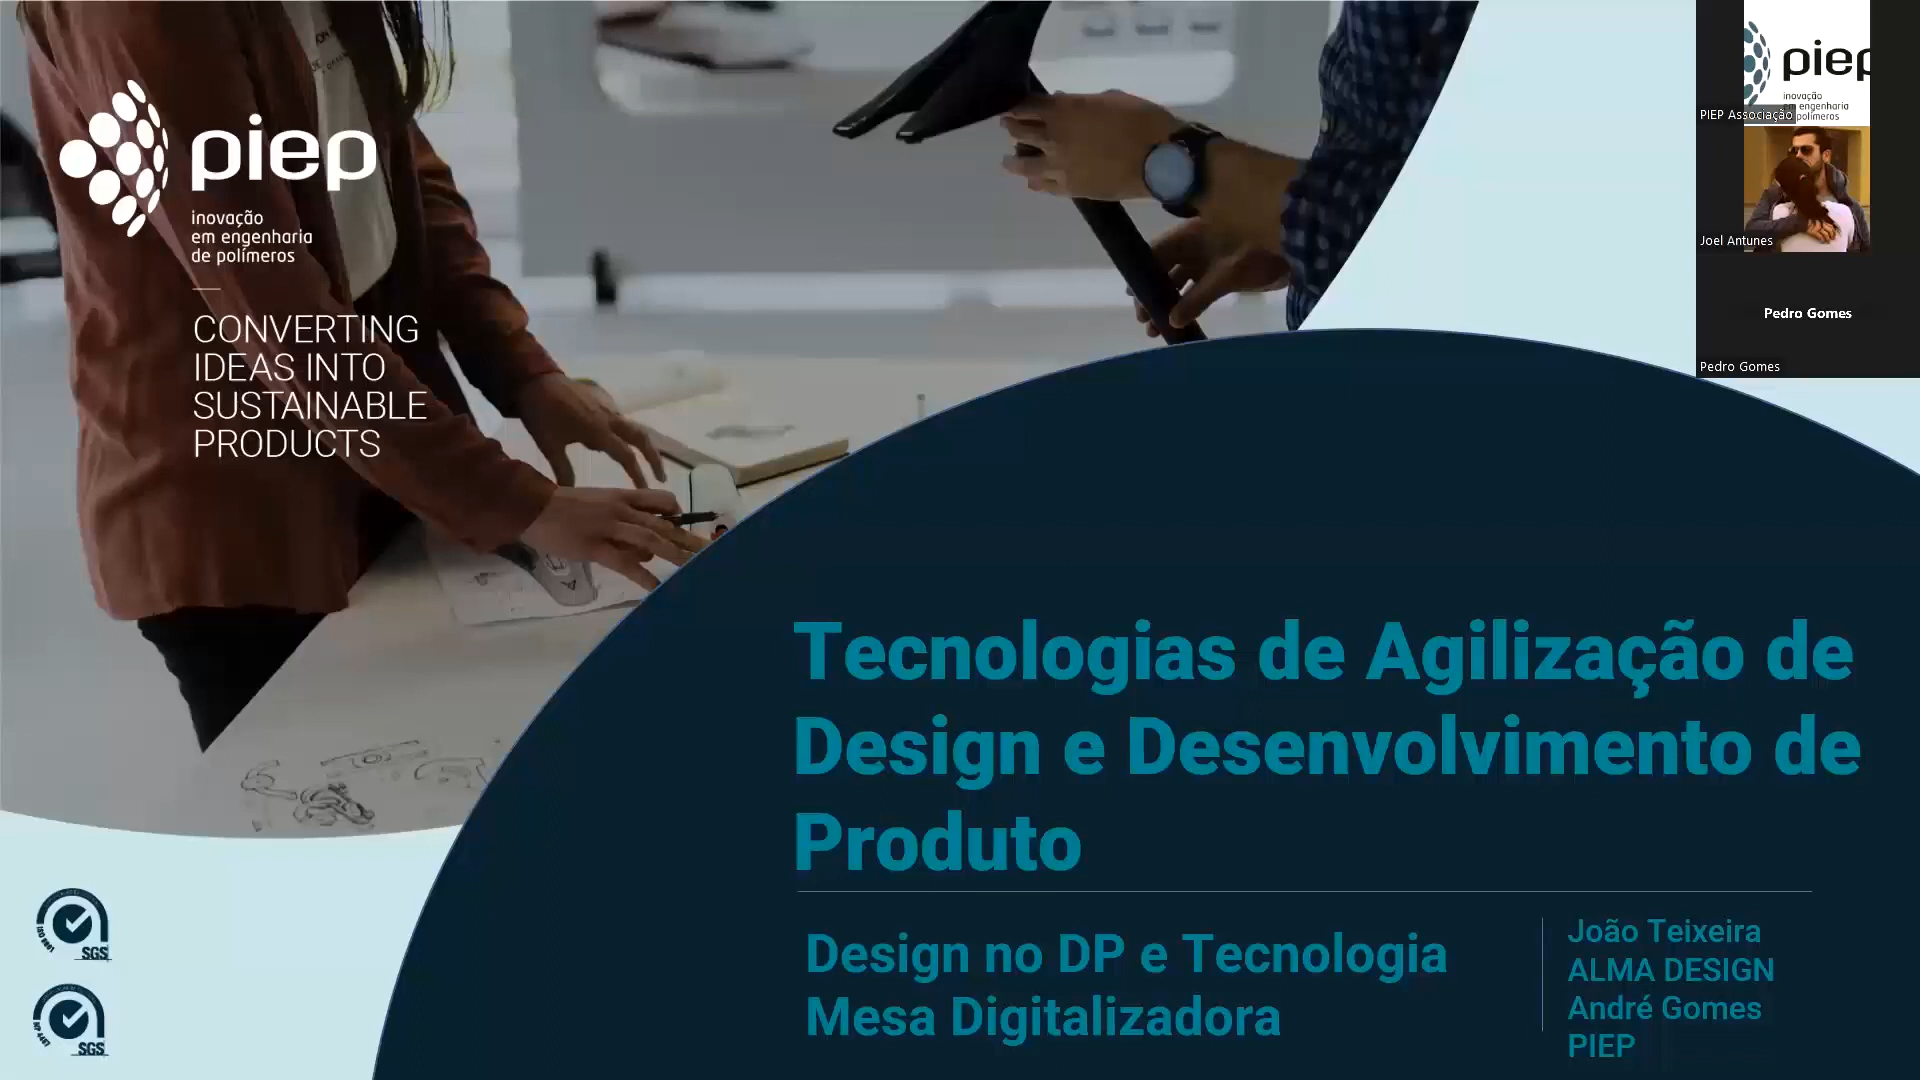 piep
inovação
em engenharia
de polímeros
CONVERTING
IDEAS INTO
SUSTAINABLE
PRODUCTS
Tecnologias de Agilização de
Design e Desenvolvimento de
Produto
Design no DP e Tecnologia
Mesa Digitalizadora
João Teixeira
ALMA DESIGN
André Gomes
PIEP
SGS
SGS
piep
inovação
em engenharia
polímeros
PIEP Associação
Joel Antunes
Pedro Gomes
Pedro Gomes